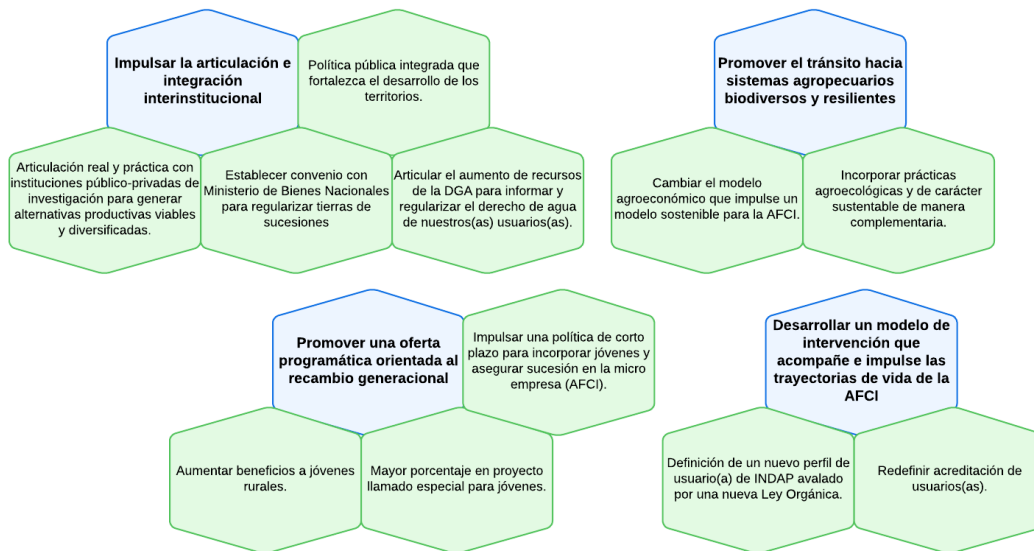 Impulsar la articulación e
integración
interinstitucional
Política pública integrada que
fortalezca el desarrollo de los
territorios.
Articulación real y práctica con
instituciones público-privadas de
investigación para generar
alternativas productivas viables
y diversificadas.
Establecer convenio con
Ministerio de Bienes Nacionales
para regularizar tierras de
sucesiones
Articular el aumento de recursos
de la DGA para informar y
regularizar el derecho de agua
de nuestros(as) usuarios(as).
Promover el tránsito hacia
sistemas agropecuarios
biodiversos y resilientes
Cambiar el modelo
agroeconómico que impulse un
modelo sostenible para la AFCI.
Incorporar prácticas
agroecológicas y de carácter
sustentable de manera
complementaria.
Promover una oferta
programática orientada al
recambio generacional
Impulsar una política de corto
plazo para incorporar jóvenes y
asegurar sucesión en la micro
empresa (AFCI).
Aumentar beneficios a jóvenes
rurales.
Mayor porcentaje en proyecto
llamado especial para jóvenes.
Desarrollar un modelo de
intervención que
acompañe e impulse las
trayectorias de vida de la
AFCI
Definición de un nuevo perfil de
usuario(a) de INDAP avalado
por una nueva Ley Orgánica.
Redefinir acreditación de
usuarios(as).